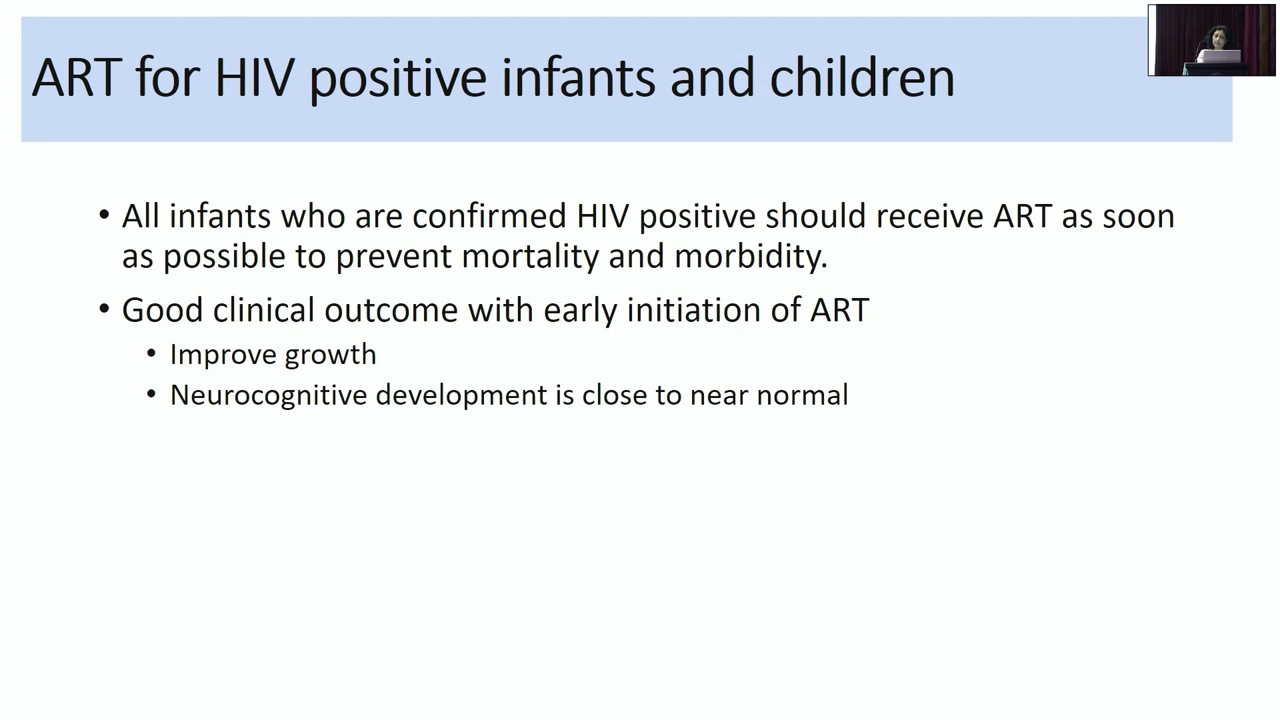 ART for HIV positive infants and children
• All infants who are confirmed HIV positive should receive ART as soon
as possible to prevent mortality and morbidity.
• Good clinical outcome with early initiation of ART
• Improve growth
• Neurocognitive development is close to near normal